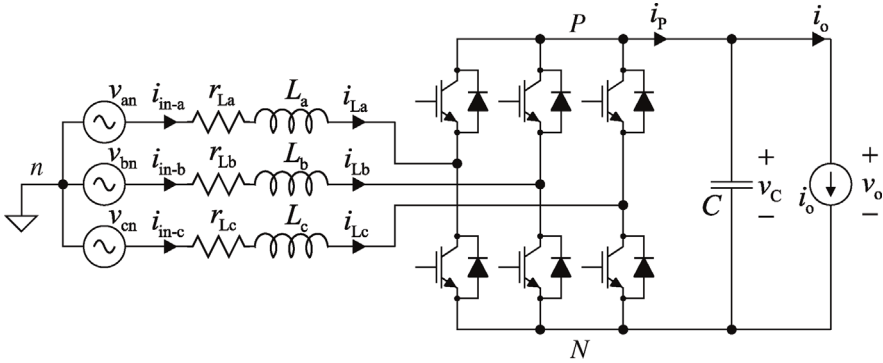 P i_P i_o
v_an i_in-a r_La L_a i_La
n v_bn i_in-b r_Lb L_b i_Lb
v_cn i_in-c r_Lc L_c i_Lc
C + v_C − i_o + v_o −
N